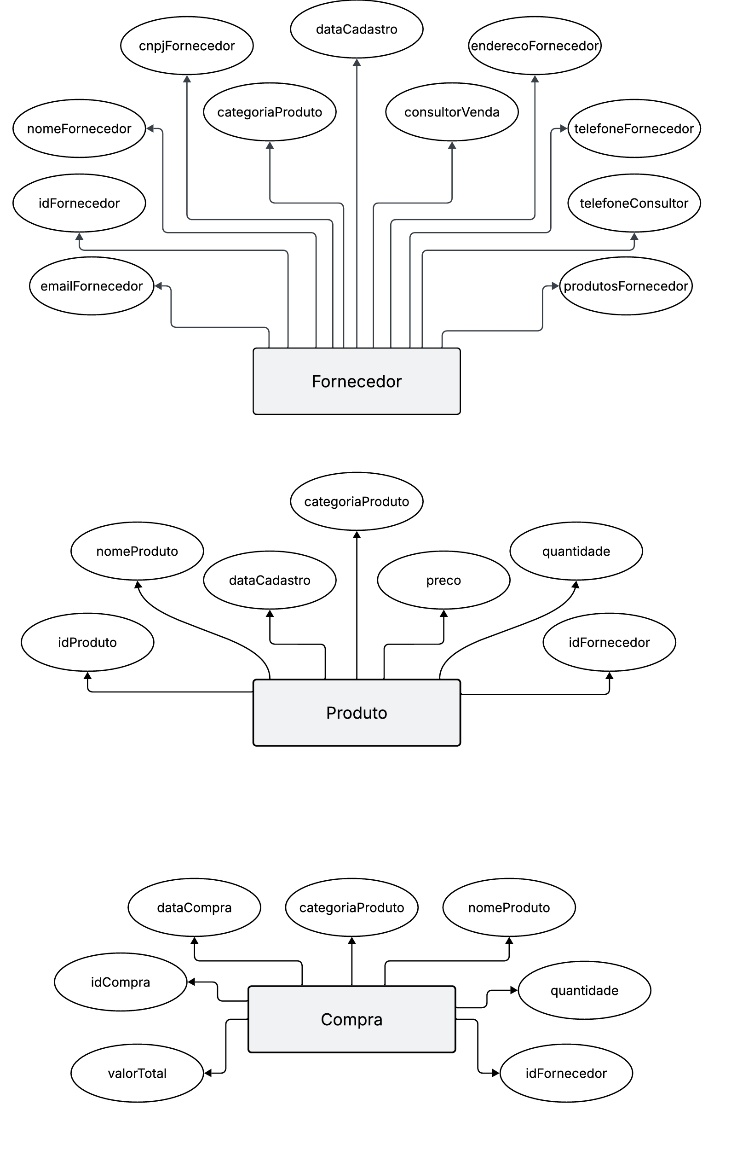 dataCadastro
cnpjFornecedor
enderecoFornecedor
categoriaProduto
consultorVenda
nomeFornecedor
telefoneFornecedor
idFornecedor
telefoneConsultor
emailFornecedor
produtosFornecedor
Fornecedor
categoriaProduto
nomeProduto
quantidade
dataCadastro
preco
idProduto
idFornecedor
Produto
dataCompra
categoriaProduto
nomeProduto
idCompra
quantidade
Compra
valorTotal
idFornecedor